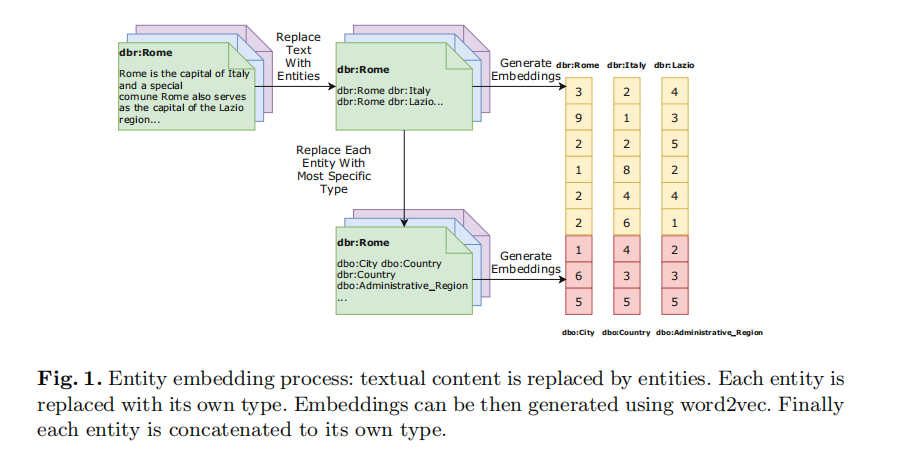 dbr:Rome
Rome is the capital of Italy
and a special
comune Rome also serves
as the capital of the Lazio
region...
Replace
Text
With
Entities
dbr:Rome
dbr:Rome dbr:Italy
dbr:Rome dbr:Lazio...
Generate
Embeddings
dbr:Rome dbr:Italy dbr:Lazio
3 2 4
9 1 3
2 2 5
1 8 2
2 4 4
2 6 1
1 4 2
6 3 3
5 5 5
dbo:City dbo:Country dbo:Administrative_Region
Replace Each
Entity With
Most Specific
Type
dbr:Rome
dbo:City dbo:Country
dbr:Country
dbo:Administrative_Region
...
Generate
Embeddings
Fig. 1. Entity embedding process: textual content is replaced by entities. Each entity is
replaced with its own type. Embeddings can be then generated using word2vec. Finally
each entity is concatenated to its own type.